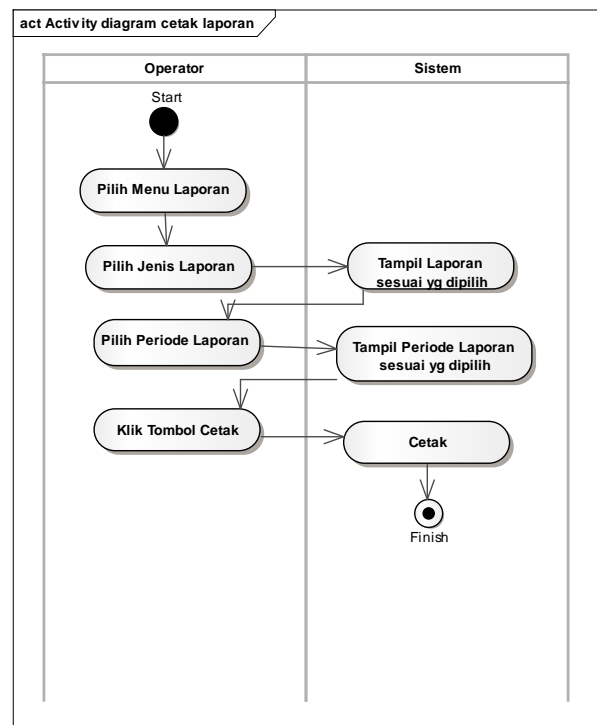 act Activity diagram cetak laporan
Operator
Sistem
Start
Pilih Menu Laporan
Pilih Jenis Laporan
Tampil Laporan
sesuai yg dipilih
Pilih Periode Laporan
Tampil Periode Laporan
sesuai yg dipilih
Klik Tombol Cetak
Cetak
Finish